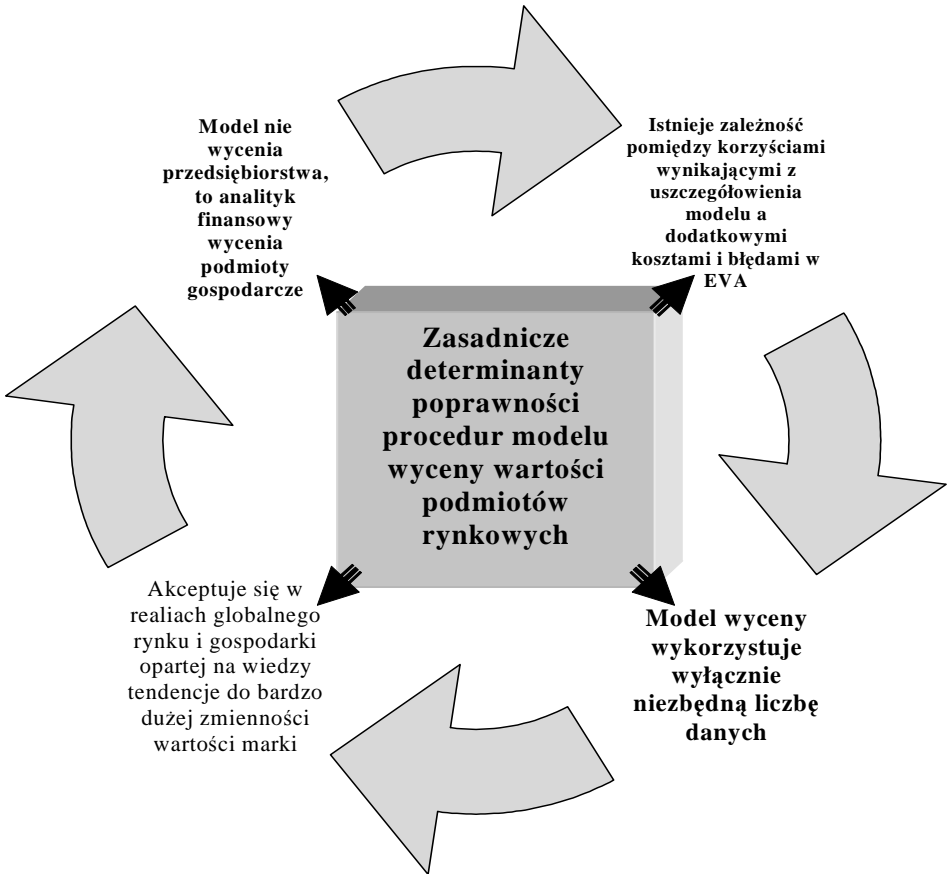 Model nie
wycenia
przedsiębiorstwa,
to analityk
finansowy
wycenia
podmioty
gospodarcze
Istnieje zależność
pomiędzy korzyściami
wynikającymi z
uszczegółowienia
modelu a
dodatkowymi
kosztami i błędami w
EVA
Zasadnicze
determinanty
poprawności
procedur modelu
wyceny wartości
podmiotów
rynkowych
Akceptuje się w
realiach globalnego
rynku i gospodarki
opartej na wiedzy
tendencje do bardzo
dużej zmienności
wartości marki
Model wyceny
wykorzystuje
wyłącznie
niezbędną liczbę
danych